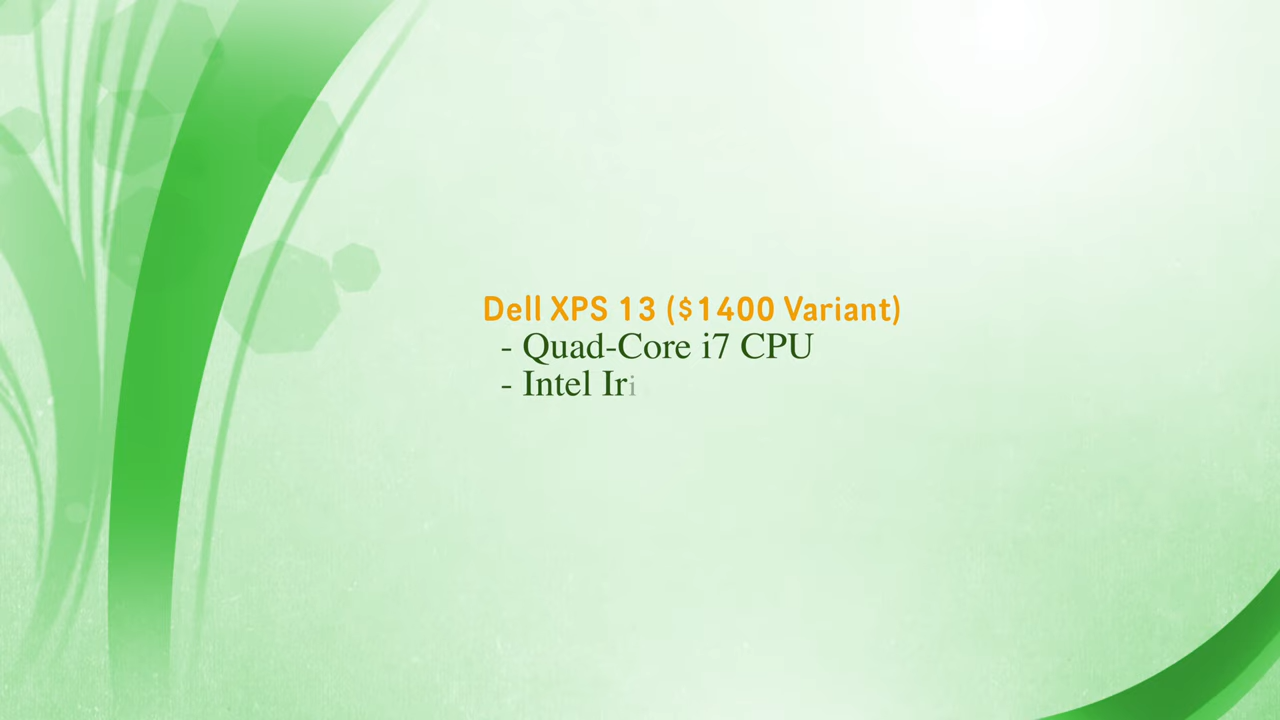 Dell XPS 13 ($1400 Variant)
- Quad-Core i7 CPU
- Intel Iri